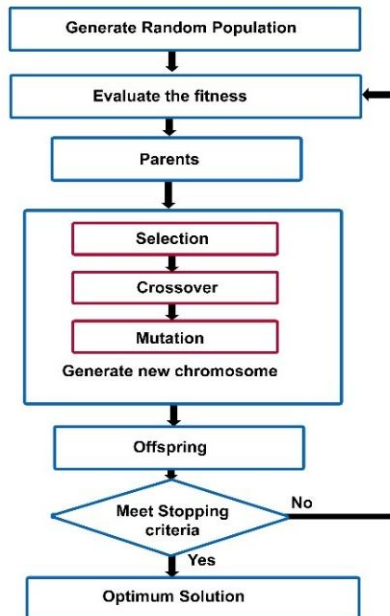 Generate Random Population
Evaluate the fitness
Parents
Selection
Crossover
Mutation
Generate new chromosome
Offspring
Meet Stopping
criteria
No
Yes
Optimum Solution